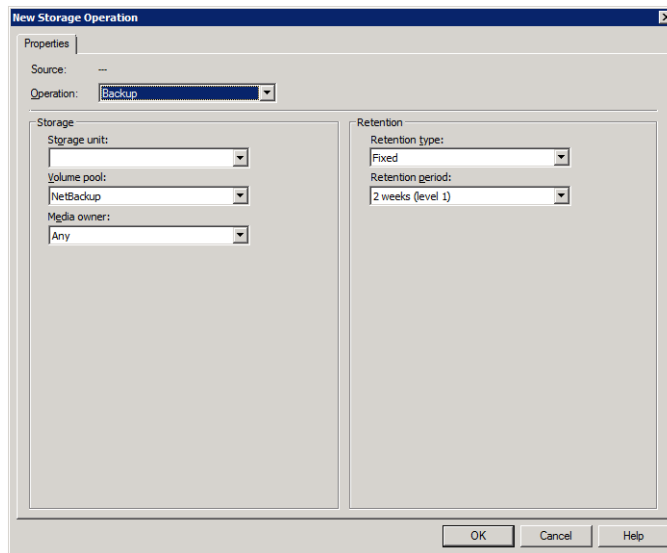 New Storage Operation
Properties
Source: ---
Operation: Backup
Storage
Storage unit:
Volume pool:
NetBackup
Media owner:
Any
Retention
Retention type:
Fixed
Retention period:
2 weeks (level 1)
OK Cancel Help